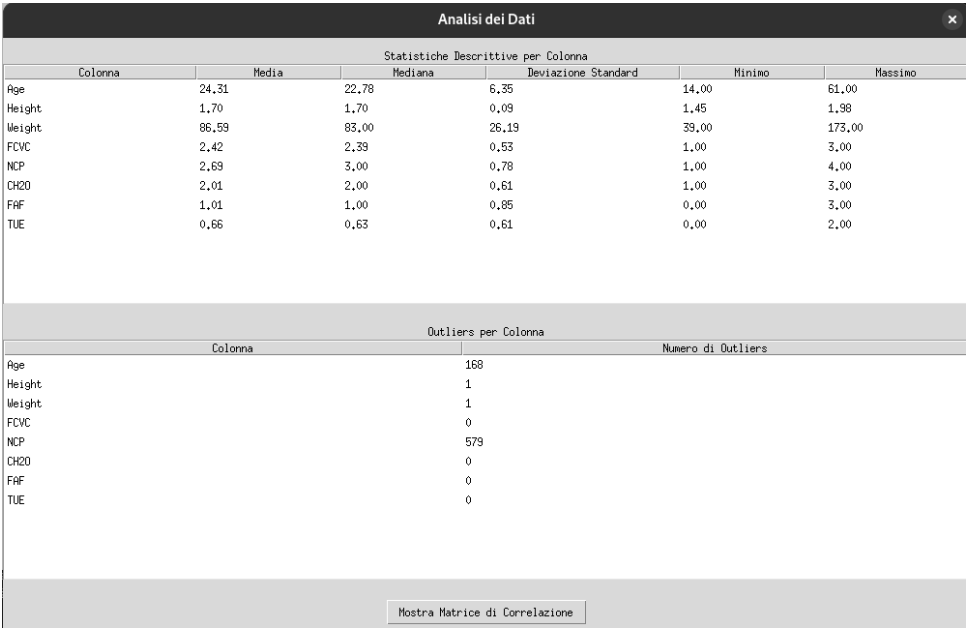 Analisi dei Dati
Statistiche Descrittive per Colonna
Colonna Media Mediana Deviazione Standard Minimo Massimo
Age 24.31 22.78 6.35 14.00 61.00
Height 1.70 1.70 0.09 1.45 1.98
Weight 86.59 83.00 26.19 39.00 173.00
FCVC 2.42 2.39 0.53 1.00 3.00
NCP 2.69 3.00 0.78 1.00 4.00
CH2O 2.01 2.00 0.61 1.00 3.00
FAF 1.01 1.00 0.85 0.00 3.00
TUE 0.66 0.63 0.61 0.00 2.00
Outliers per Colonna
Colonna Numero di Outliers
Age 168
Height 1
Weight 1
FCVC 0
NCP 579
CH2O 0
FAF 0
TUE 0
Mostra Matrice di Correlazione